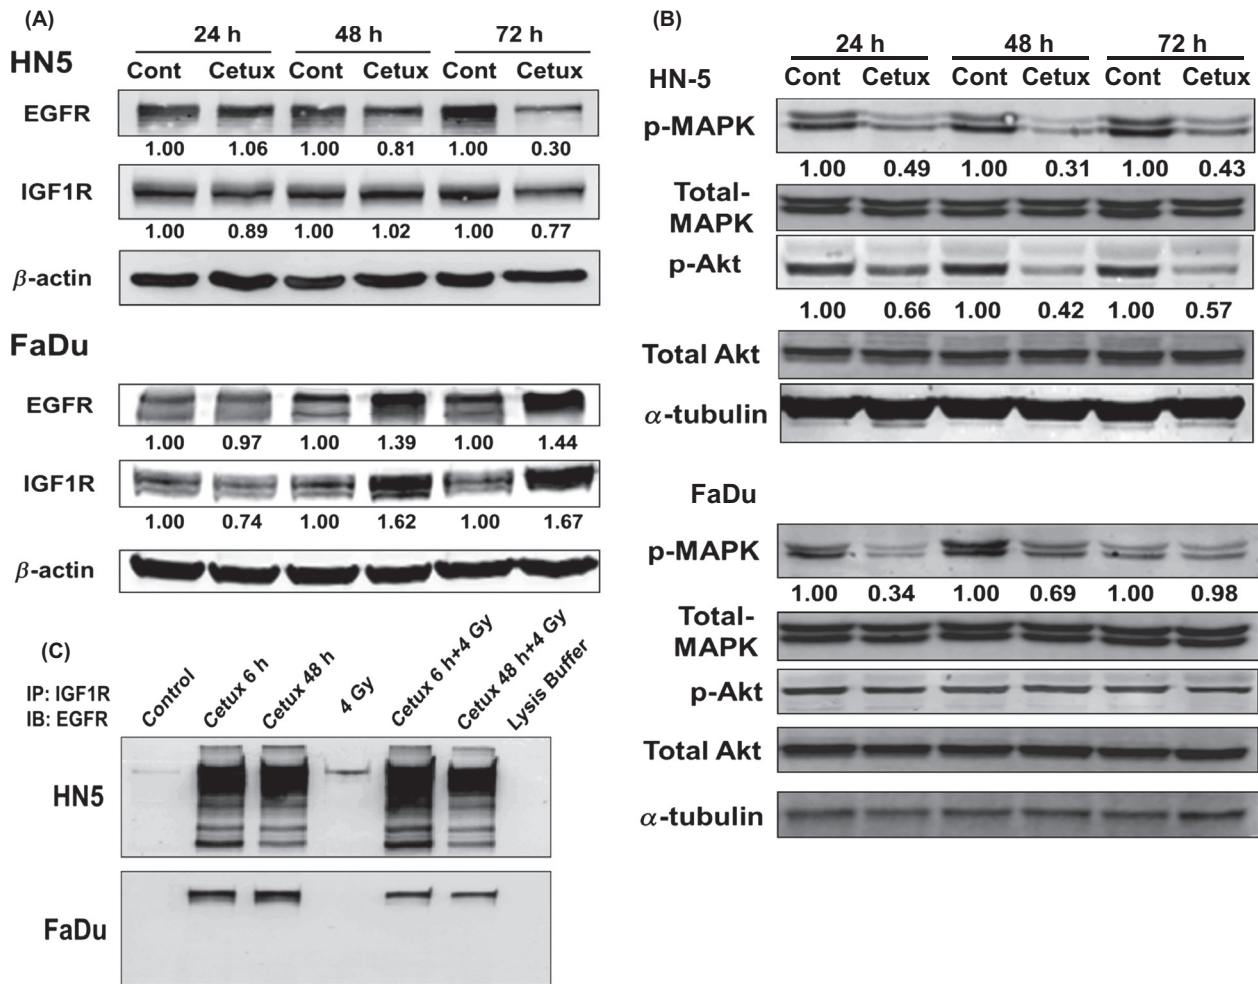 (A)
24 h 48 h 72 h
HN5
Cont Cetux Cont Cetux Cont Cetux
EGFR
1.00 1.06 1.00 0.81 1.00 0.30
IGF1R
1.00 0.89 1.00 1.02 1.00 0.77
β-actin
FaDu
EGFR
1.00 0.97 1.00 1.39 1.00 1.44
IGF1R
1.00 0.74 1.00 1.62 1.00 1.67
β-actin
(B)
24 h 48 h 72 h
HN-5 Cont Cetux Cont Cetux Cont Cetux
p-MAPK
1.00 0.49 1.00 0.31 1.00 0.43
Total-
MAPK
p-Akt
1.00 0.66 1.00 0.42 1.00 0.57
Total Akt
α-tubulin
FaDu
p-MAPK
1.00 0.34 1.00 0.69 1.00 0.98
Total-
MAPK
p-Akt
Total Akt
α-tubulin
(C)
IP: IGF1R
IB: EGFR
Control
Cetux 6 h
Cetux 48 h
4 Gy
Cetux 6 h+4 Gy
Cetux 48 h+4 Gy
Lysis Buffer
HN5
FaDu